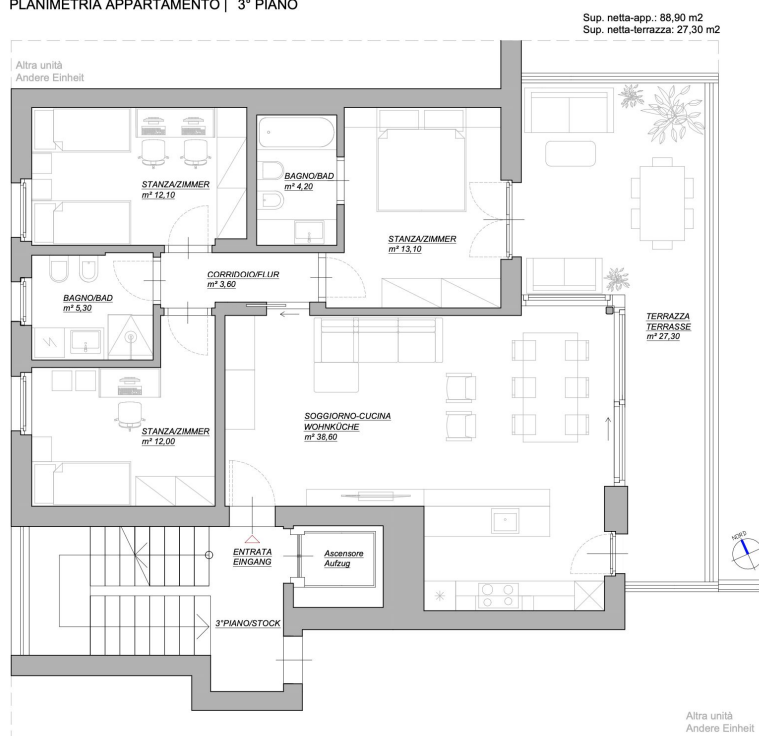 PLANIMETRIA APPARTAMENTO | 3° PIANO
Sup. netta-app.: 88,90 m2
Sup. netta-terrazza: 27,30 m2
Altra unità
Andere Einheit
STANZA/ZIMMER
m² 12,10
BAGNO/BAD
m² 4,20
STANZA/ZIMMER
m² 13,10
CORRIDOIO/FLUR
m² 3,60
BAGNO/BAD
m² 5,30
TERRAZZA
TERRASSE
m² 27,30
STANZA/ZIMMER
m² 12,00
SOGGIORNO-CUCINA
WOHNKÜCHE
m² 38,60
ENTRATA
EINGANG
Ascensore
Aufzug
NORD
3°PIANO/STOCK
Altra unità
Andere Einheit